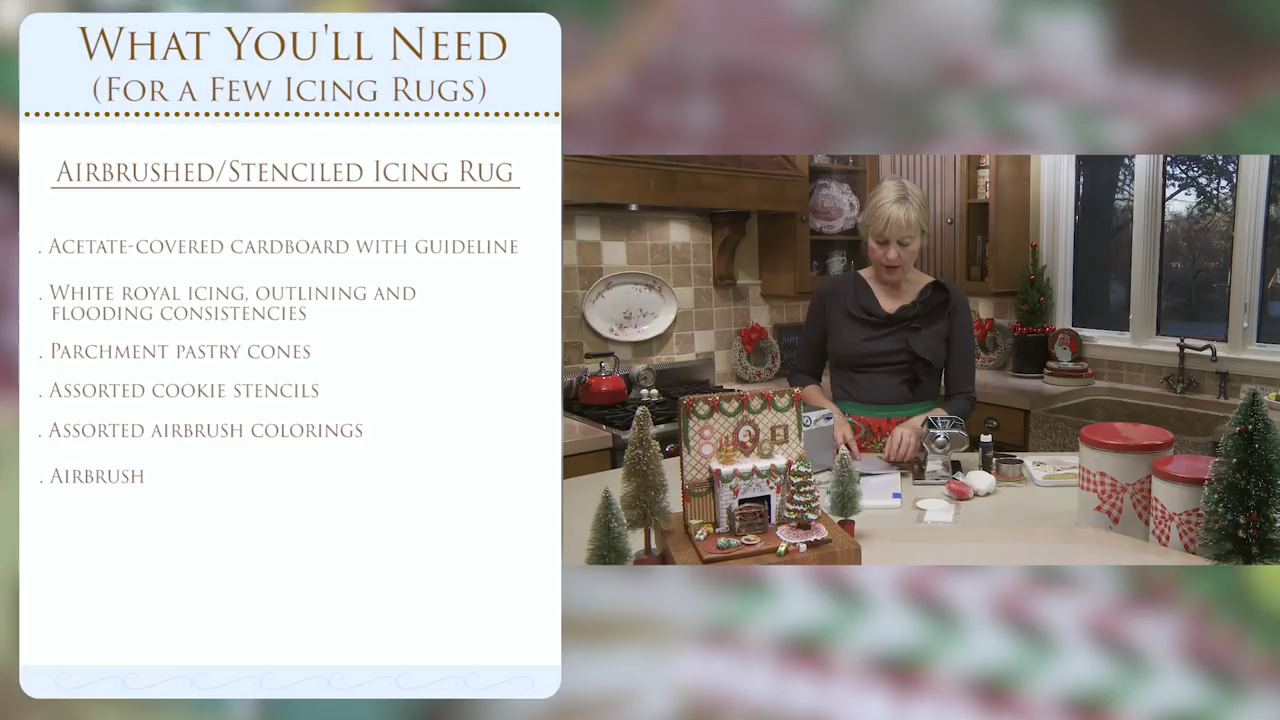 WHAT YOU'LL NEED
(FOR A FEW ICING RUGS)
AIRBRUSHED/STENCILED ICING RUG
. ACETATE-COVERED CARDBOARD WITH GUIDELINE
. WHITE ROYAL ICING, OUTLINING AND
FLOODING CONSISTENCIES
. PARCHMENT PASTRY CONES
. ASSORTED COOKIE STENCILS
. ASSORTED AIRBRUSH COLORINGS
. AIRBRUSH